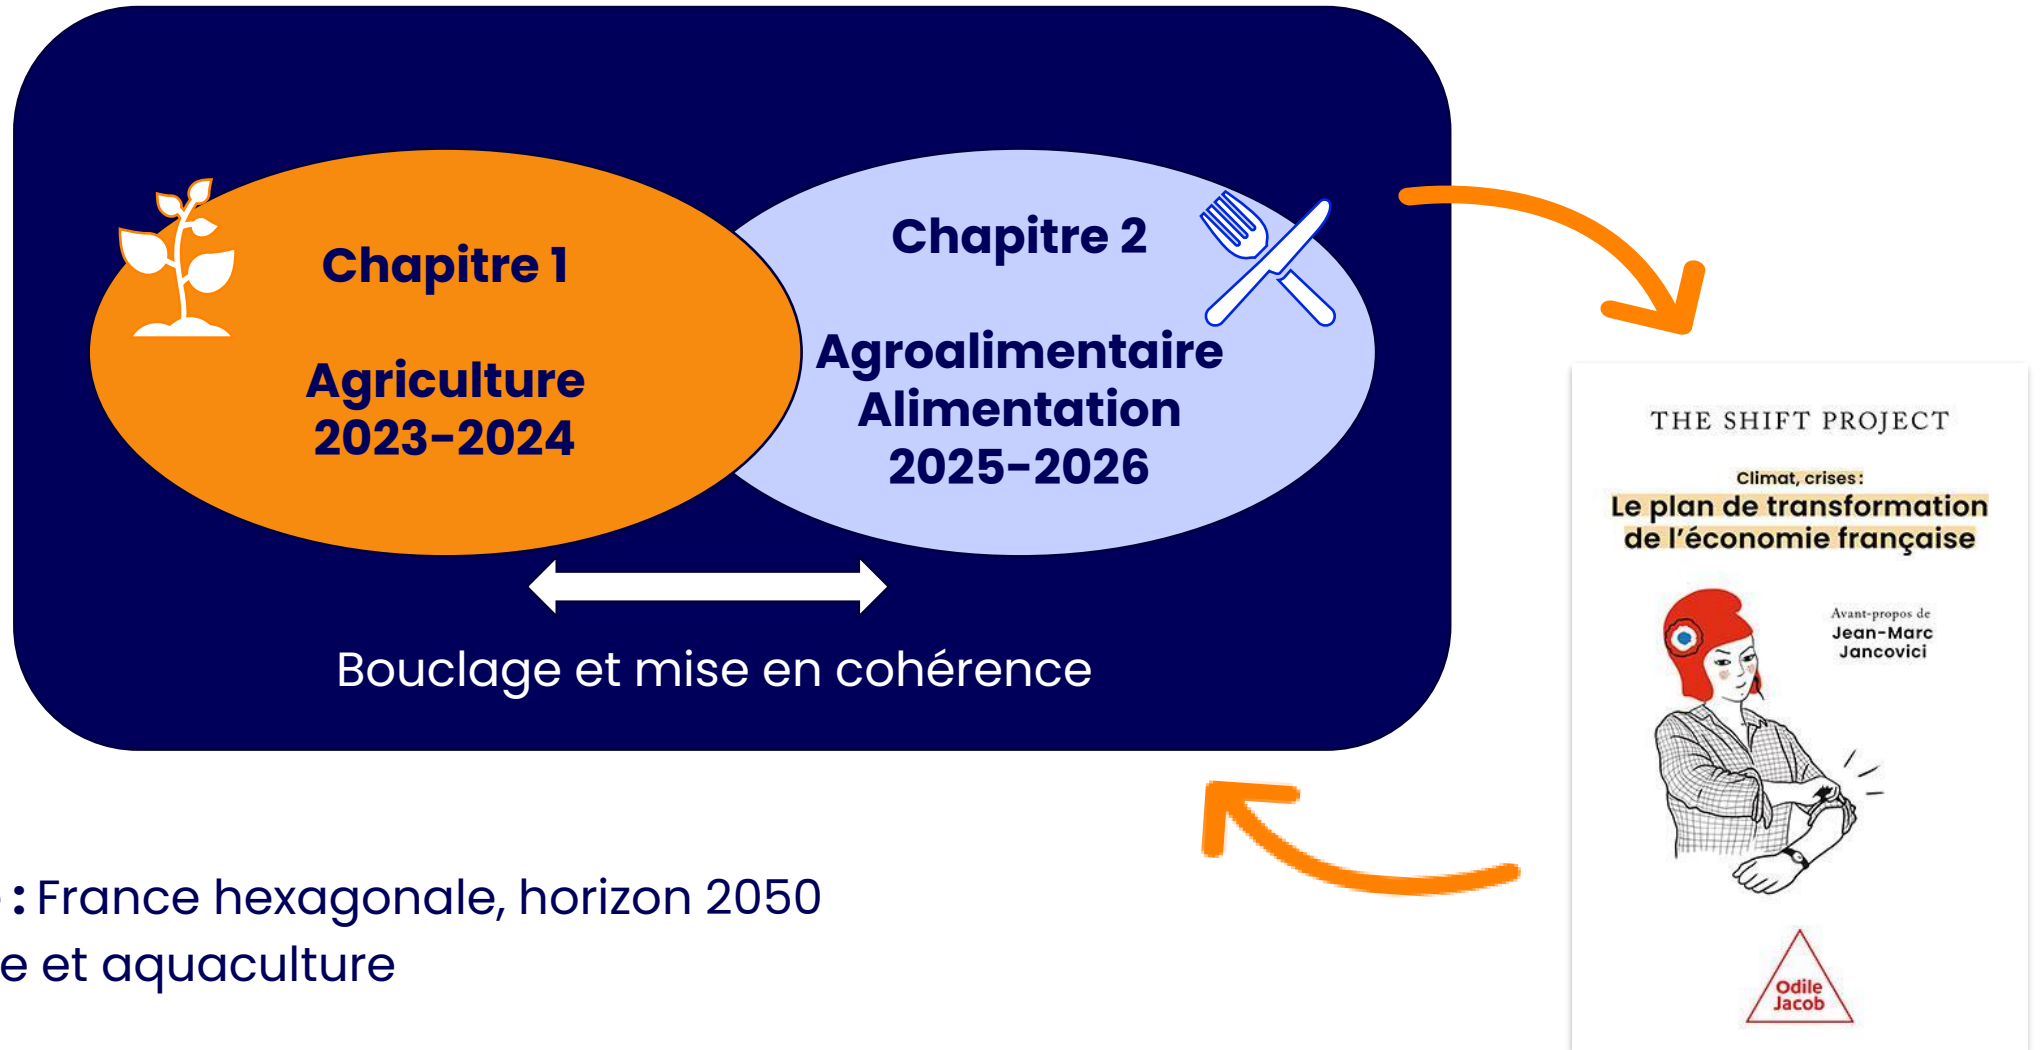 Chapitre 1
Agriculture
2023-2024
Chapitre 2
Agroalimentaire
Alimentation
2025-2026
Bouclage et mise en cohérence
: France hexagonale, horizon 2050
et aquaculture
THE SHIFT PROJECT
Climat, crises :
Le plan de transformation
de l'économie française
Avant-propos de
Jean-Marc
Jancovici
Odile
Jacob